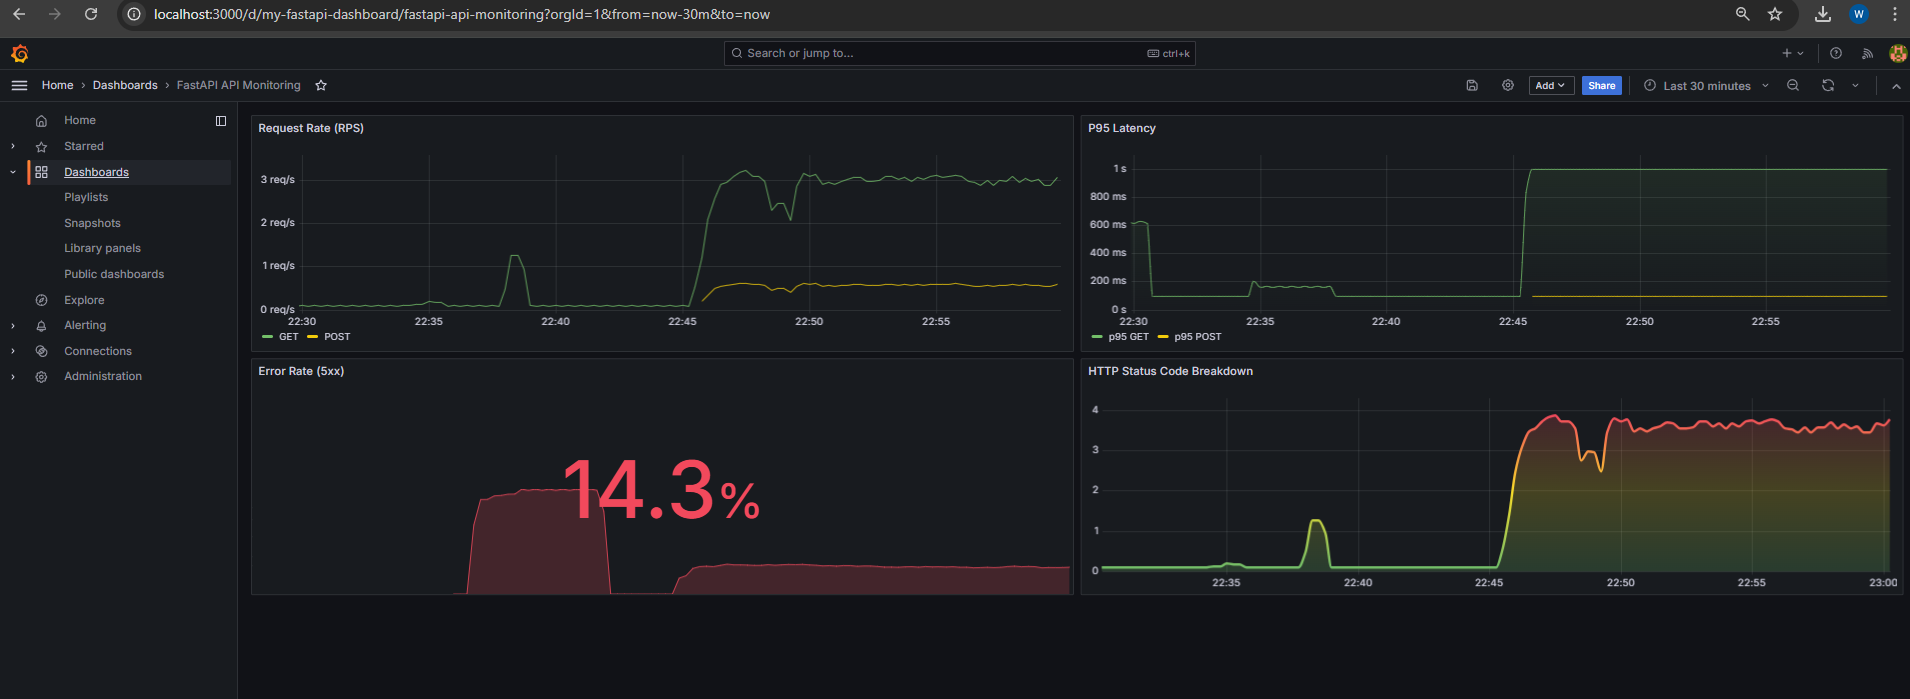 localhost:3000/d/my-fastapi-dashboard/fastapi-api-monitoring?orgId=1&from=now-30m&to=now
W
Search or jump to...
ctrl+k
Home › Dashboards › FastAPI API Monitoring
Add
Share
Last 30 minutes
Home
Starred
Dashboards
Playlists
Snapshots
Library panels
Public dashboards
Explore
Alerting
Connections
Administration
Request Rate (RPS)
3 req/s
2 req/s
1 req/s
0 req/s
22:30 22:35 22:40 22:45 22:50 22:55
GET POST
P95 Latency
1 s
800 ms
600 ms
400 ms
200 ms
0 s
22:30 22:35 22:40 22:45 22:50 22:55
p95 GET p95 POST
Error Rate (5xx)
14.3%
HTTP Status Code Breakdown
4
3
2
1
0
22:35 22:40 22:45 22:50 22:55 23:00